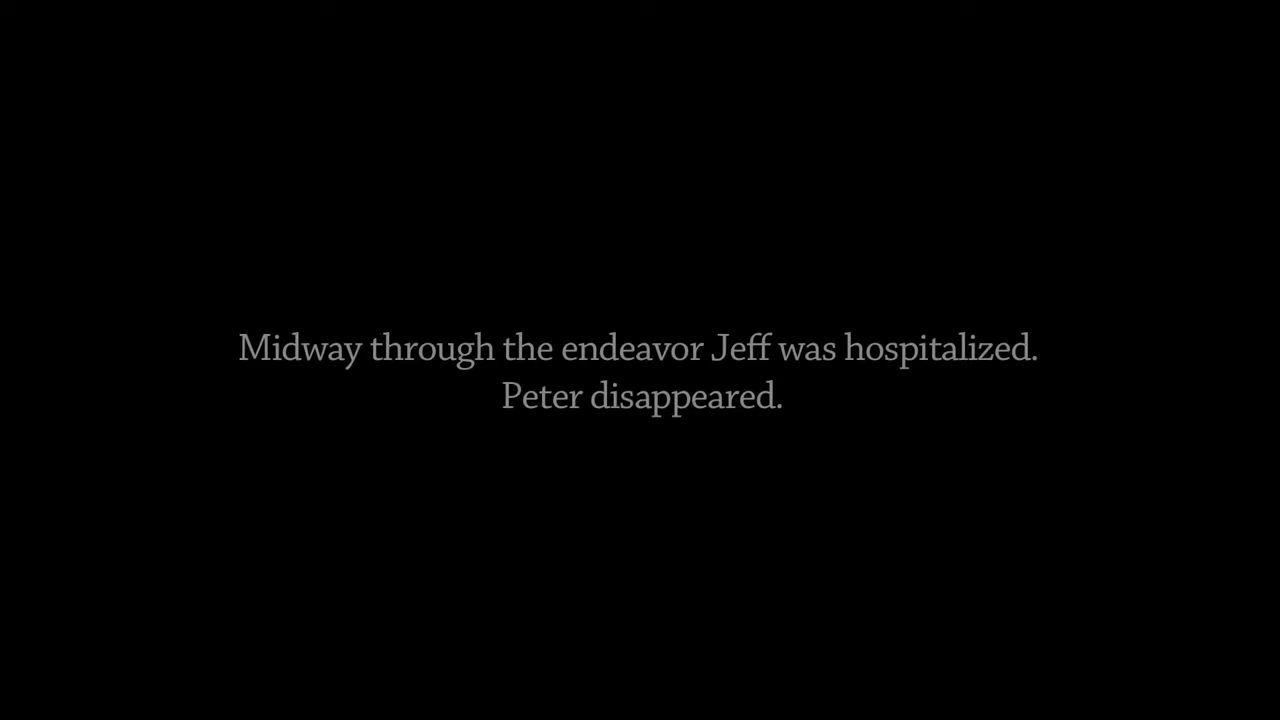 Midway through the endeavor Jeff was hospitalized.
Peter disappeared.